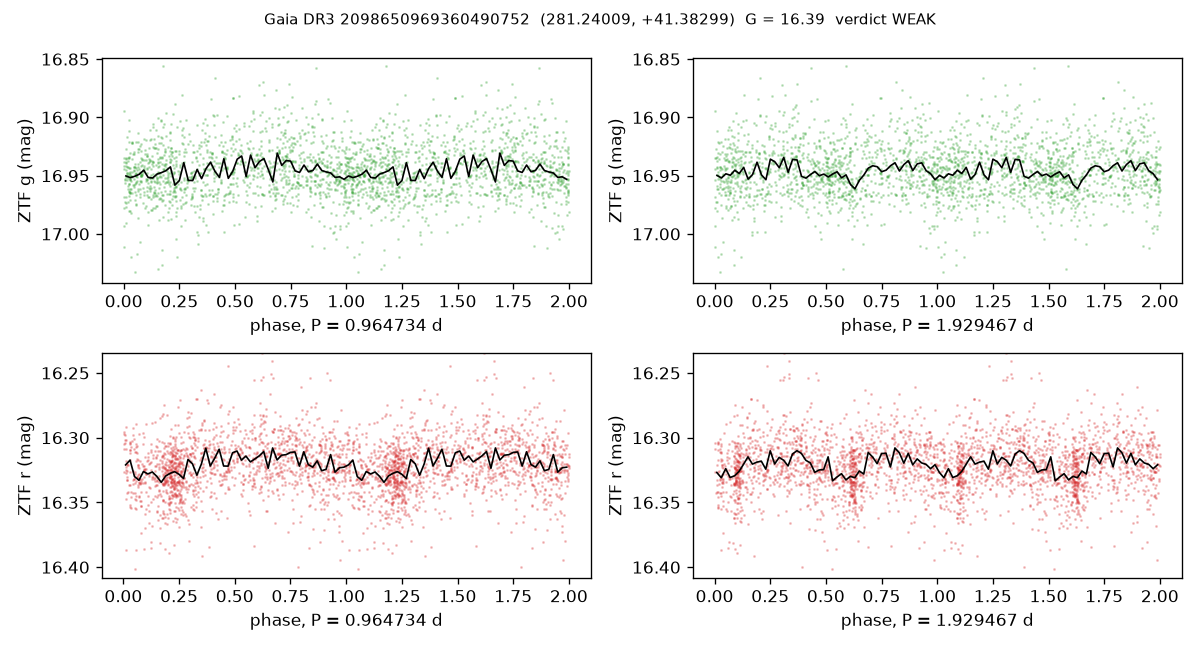 Gaia DR3 2098650969360490752  (281.24009, +41.38299)  G = 16.39  verdict WEAK
ZTF g (mag)
16.85
16.90
16.95
17.00
0.00 0.25 0.50 0.75 1.00 1.25 1.50 1.75 2.00
phase, P = 0.964734 d
ZTF g (mag)
16.85
16.90
16.95
17.00
0.00 0.25 0.50 0.75 1.00 1.25 1.50 1.75 2.00
phase, P = 1.929467 d
ZTF r (mag)
16.25
16.30
16.35
16.40
0.00 0.25 0.50 0.75 1.00 1.25 1.50 1.75 2.00
phase, P = 0.964734 d
ZTF r (mag)
16.25
16.30
16.35
16.40
0.00 0.25 0.50 0.75 1.00 1.25 1.50 1.75 2.00
phase, P = 1.929467 d